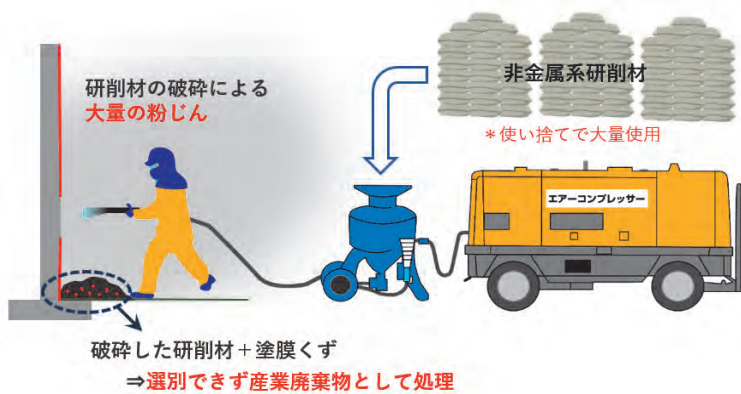 非金属系研削材
研削材の破砕による
大量の粉じん
＊使い捨てで大量使用
エアーコンプレッサー
破砕した研削材＋塗膜くず
⇒選別できず産業廃棄物として処理